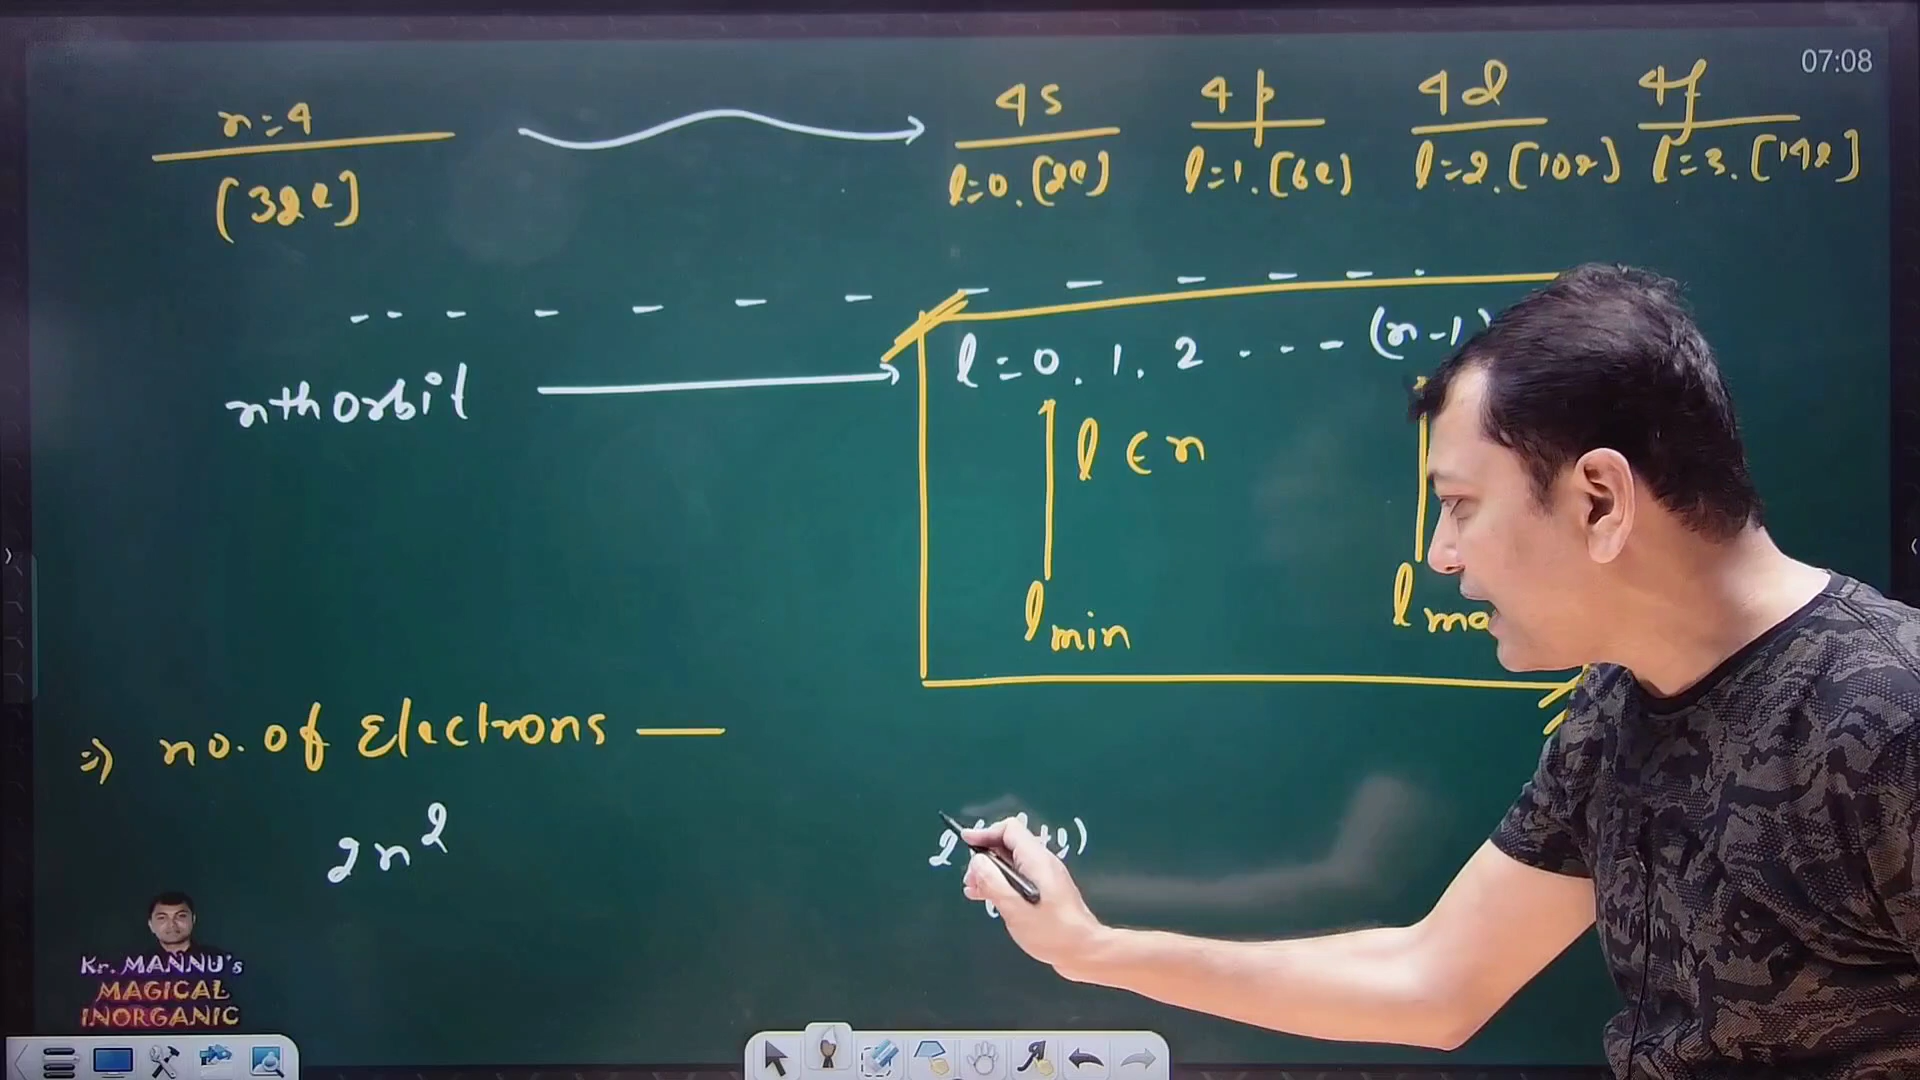 07:08
n=4 4s 4p 4d 4f
[32e] l=0. [2e] l=1. [6e] l=2. [10e] l=3. [14e]
l=0, 1, 2 --- (n-1)
nth orbit
l ∈ n
l min
=> no. of Electrons —
2n²
Kr. MANNU's
MAGICAL
INORGANIC